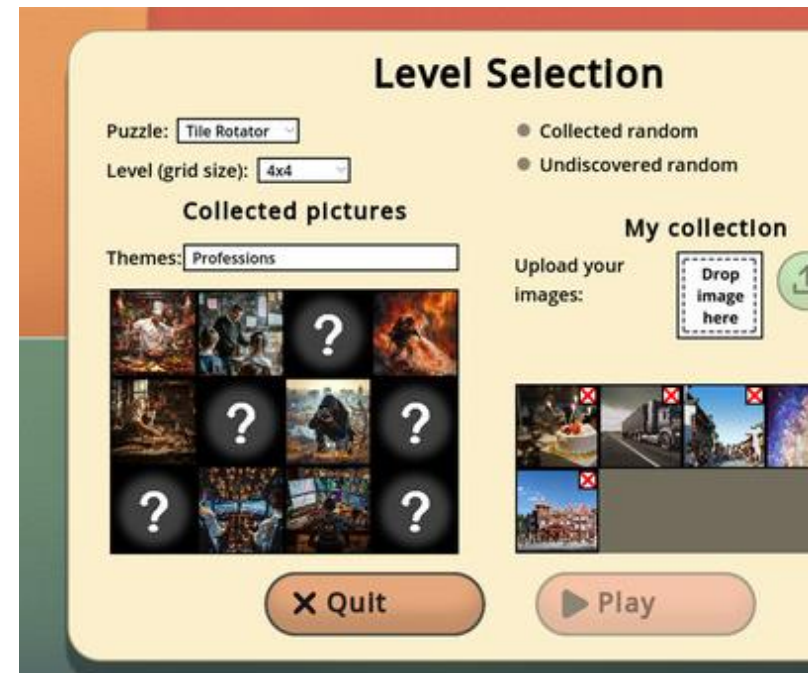 Level Selection
Puzzle: Tile Rotator
Level (grid size): 4x4
Collected random
Undiscovered random
Collected pictures
Themes: Professions
My collection
Upload your
images:
Drop
image
here
?
? ?
? ?
Quit
Play